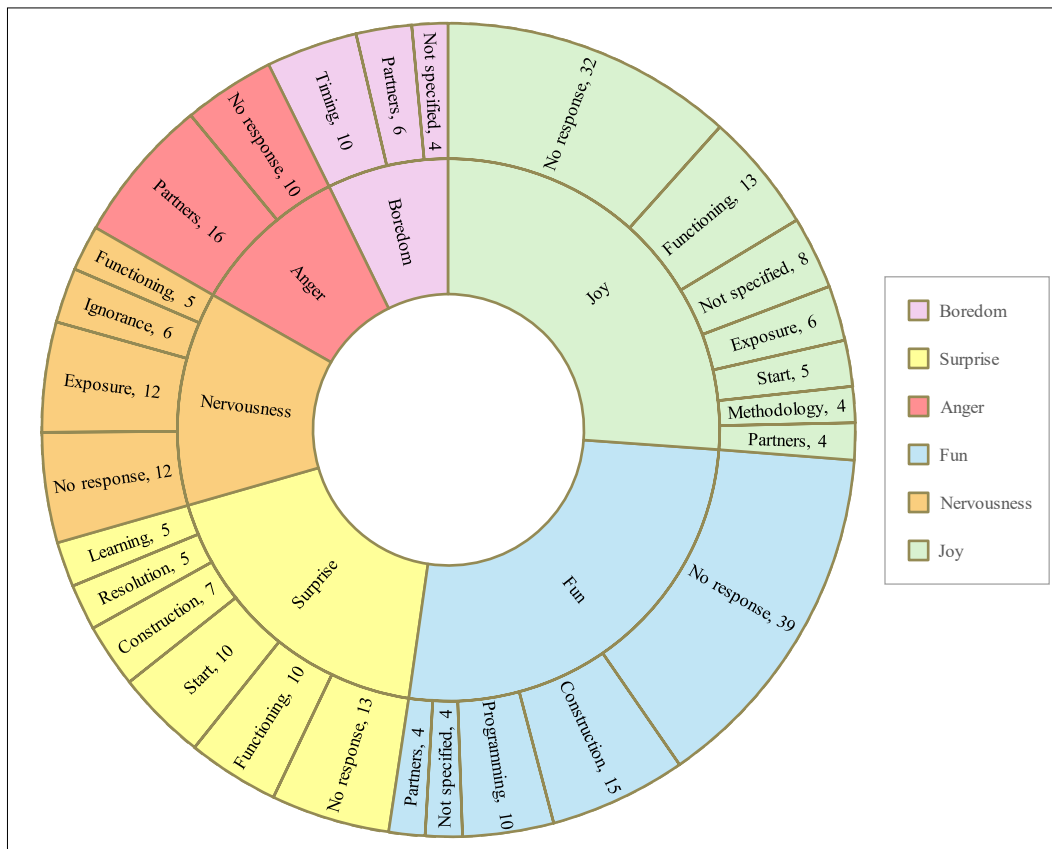 Joy
No response, 32
Functioning, 13
Not specified, 8
Exposure, 6
Start, 5
Methodology, 4
Partners, 4
Fun
No response, 39
Construction, 15
Programming, 10
Not specified, 4
Partners, 4
Surprise
No response, 13
Functioning, 10
Start, 10
Construction, 7
Resolution, 5
Learning, 5
Nervousness
No response, 12
Exposure, 12
Ignorance, 6
Functioning, 5
Anger
Partners, 16
No response, 10
Boredom
Timing, 10
Partners, 6
Not specified, 4
Boredom
Surprise
Anger
Fun
Nervousness
Joy